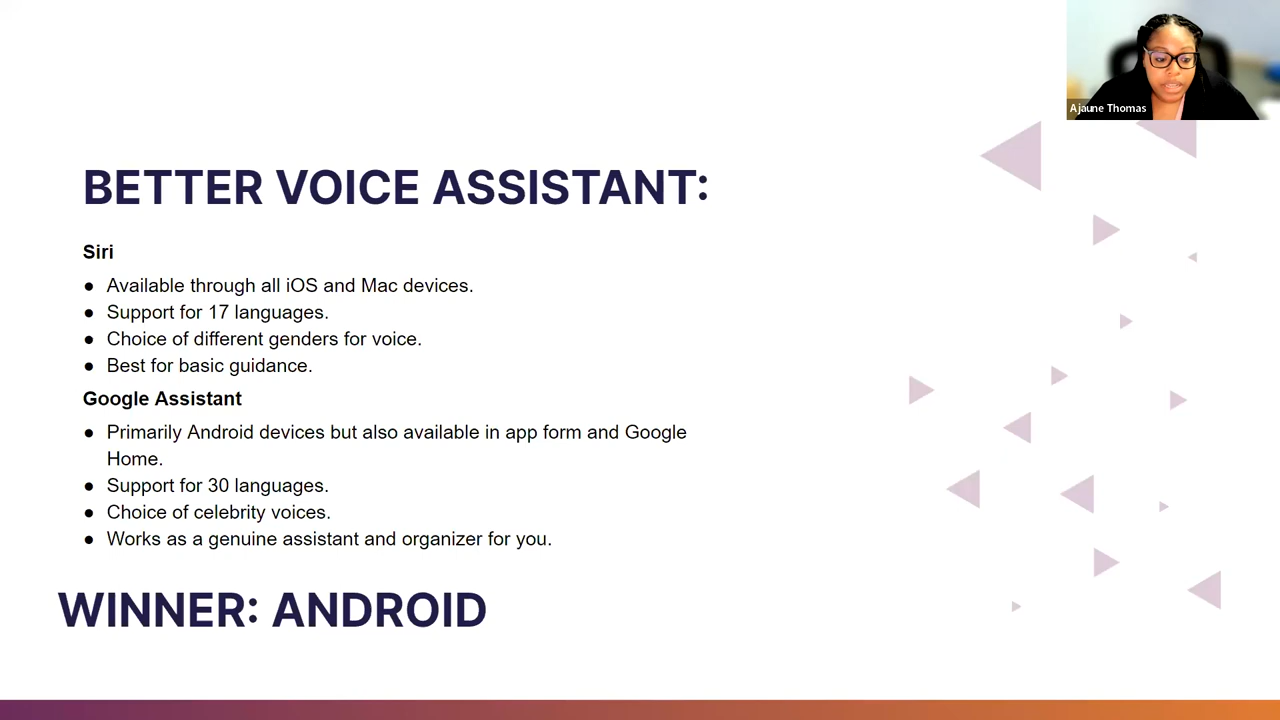 Ajaune Thomas
BETTER VOICE ASSISTANT:
Siri
● Available through all iOS and Mac devices.
● Support for 17 languages.
● Choice of different genders for voice.
● Best for basic guidance.
Google Assistant
● Primarily Android devices but also available in app form and Google
Home.
● Support for 30 languages.
● Choice of celebrity voices.
● Works as a genuine assistant and organizer for you.
WINNER: ANDROID